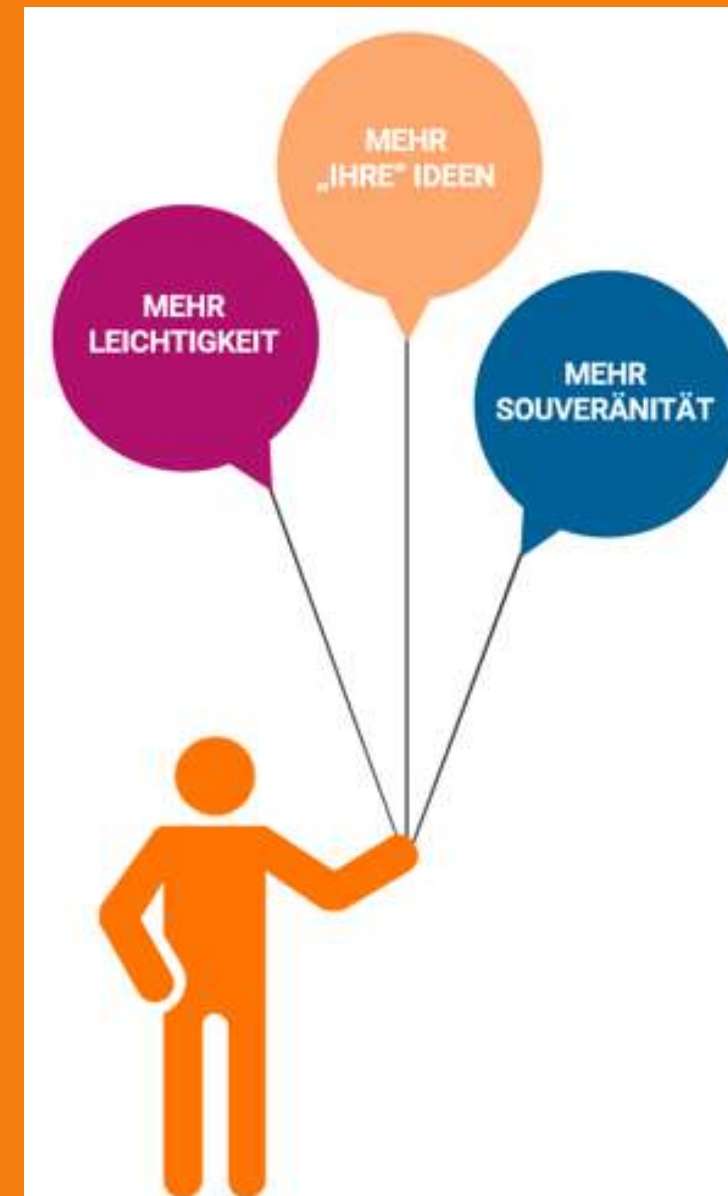 MEHR
„IHRE“ IDEEN
MEHR
LEICHTIGKEIT
MEHR
SOUVERÄNITÄT